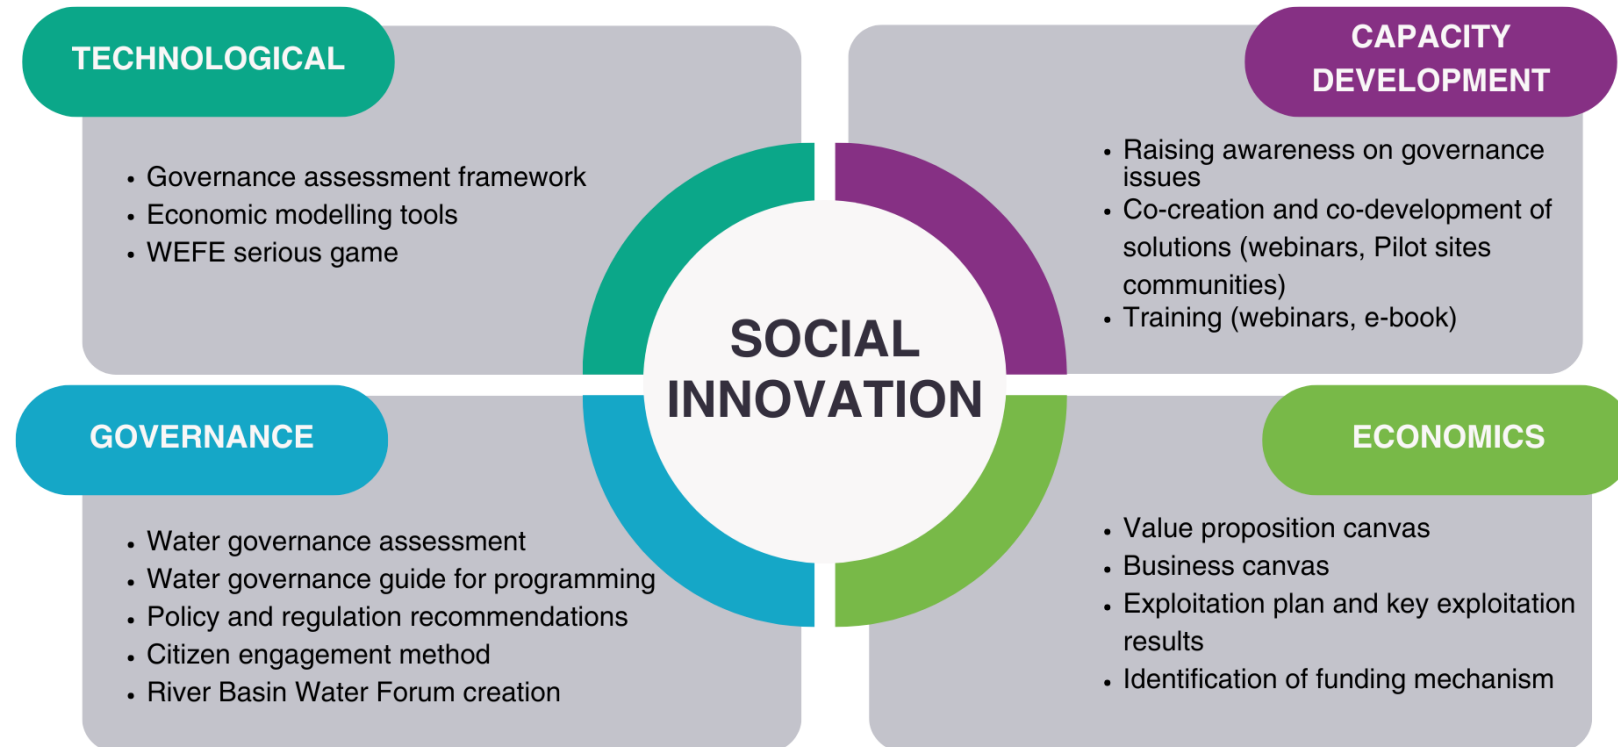 TECHNOLOGICAL
• Governance assessment framework
• Economic modelling tools
• WEFE serious game
CAPACITY
DEVELOPMENT
• Raising awareness on governance
issues
• Co-creation and co-development of
solutions (webinars, Pilot sites
communities)
• Training (webinars, e-book)
SOCIAL
INNOVATION
GOVERNANCE
• Water governance assessment
• Water governance guide for programming
• Policy and regulation recommendations
• Citizen engagement method
• River Basin Water Forum creation
ECONOMICS
• Value proposition canvas
• Business canvas
• Exploitation plan and key exploitation
results
• Identification of funding mechanism